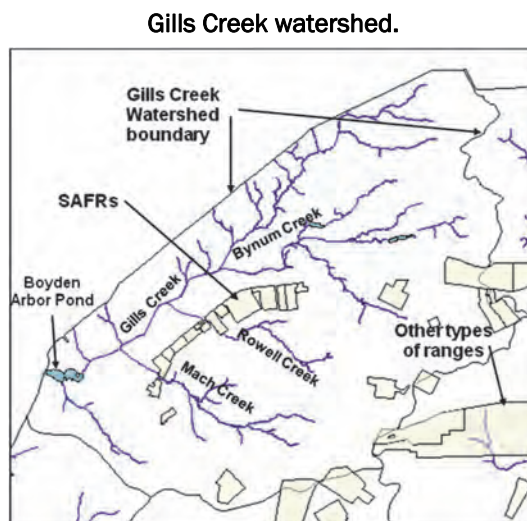 Gills Creek watershed.
Gills Creek
Watershed
boundary
SAFRs
Bynum Creek
Boyden
Arbor Pond
Gills Creek
Rowell Creek
Other types
of ranges
Mach Creek